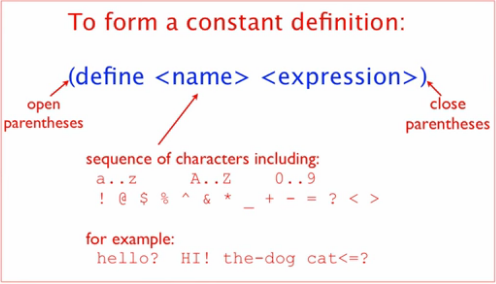 To form a constant definition:
(define <name> <expression>)
open
parentheses
close
parentheses
sequence of characters including:
a..z A..Z 0..9
! @ $ % ^ & * _ + - = ? < >
for example:
hello? HI! the-dog cat<=?